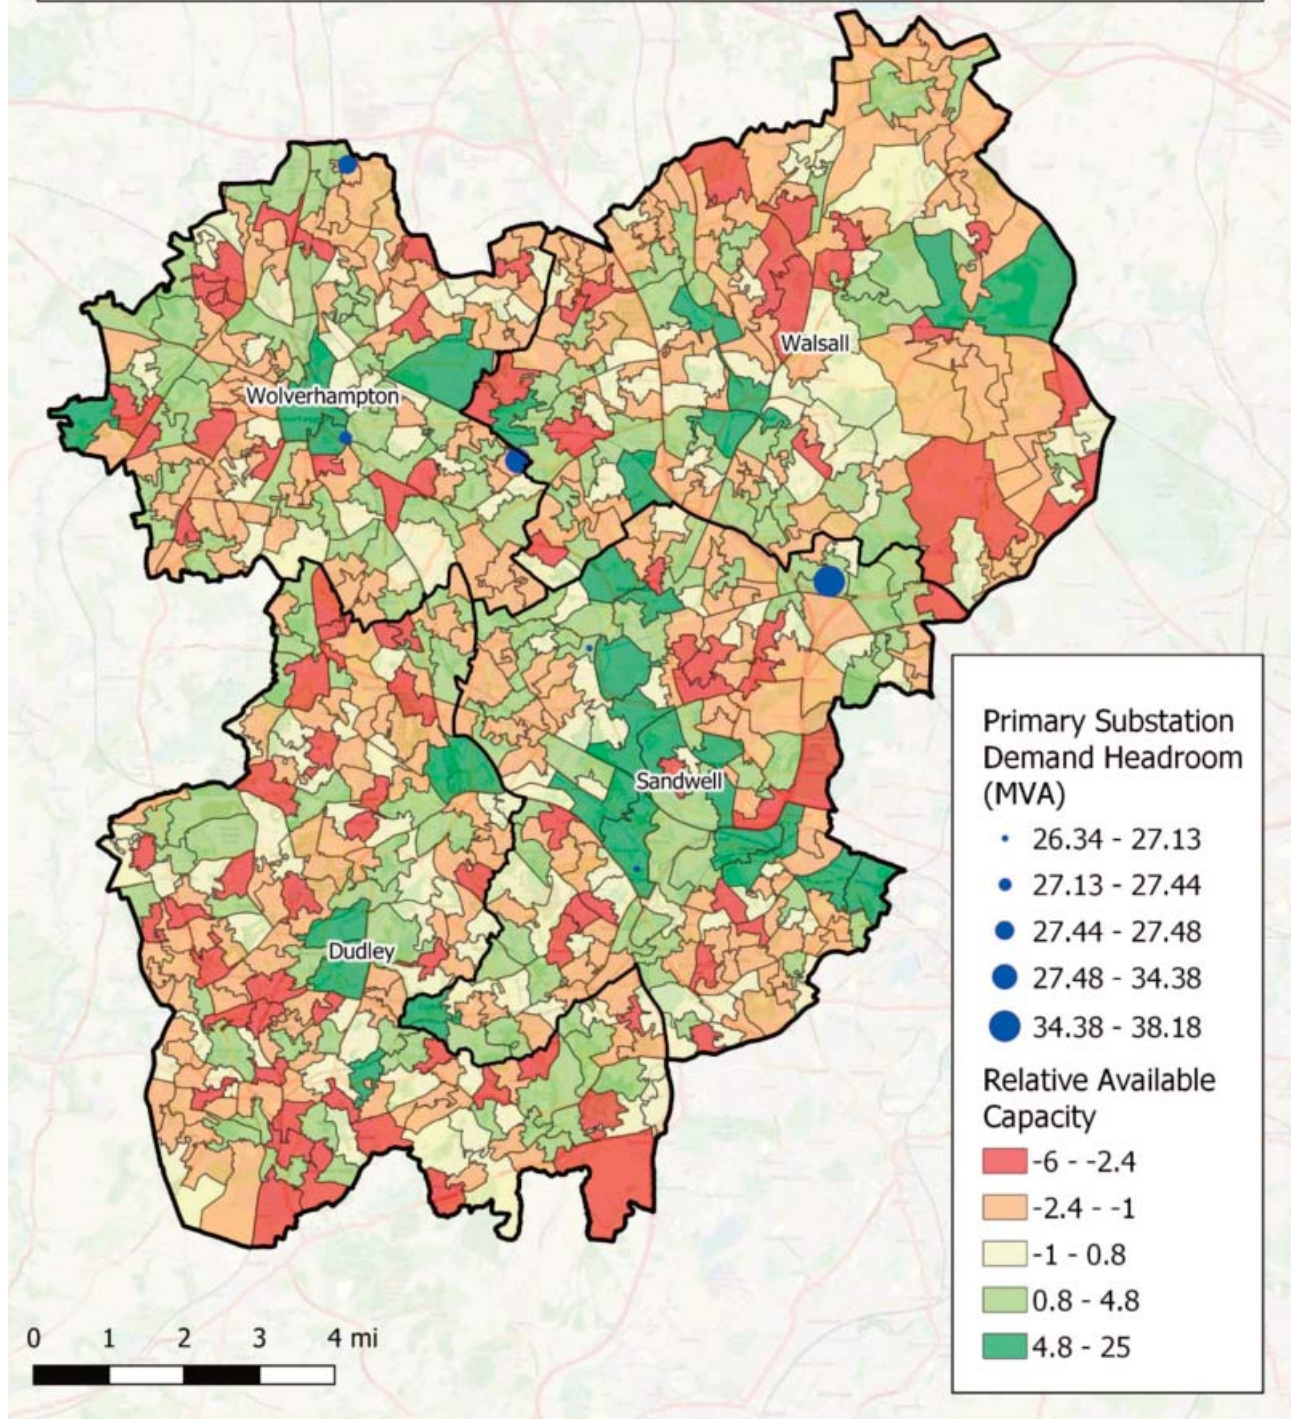 Walsall
Wolverhampton
Sandwell
Dudley
Primary Substation
Demand Headroom
(MVA)
26.34 - 27.13
27.13 - 27.44
27.44 - 27.48
27.48 - 34.38
34.38 - 38.18
Relative Available
Capacity
-6 - -2.4
-2.4 - -1
-1 - 0.8
0.8 - 4.8
4.8 - 25
0 1 2 3 4 mi